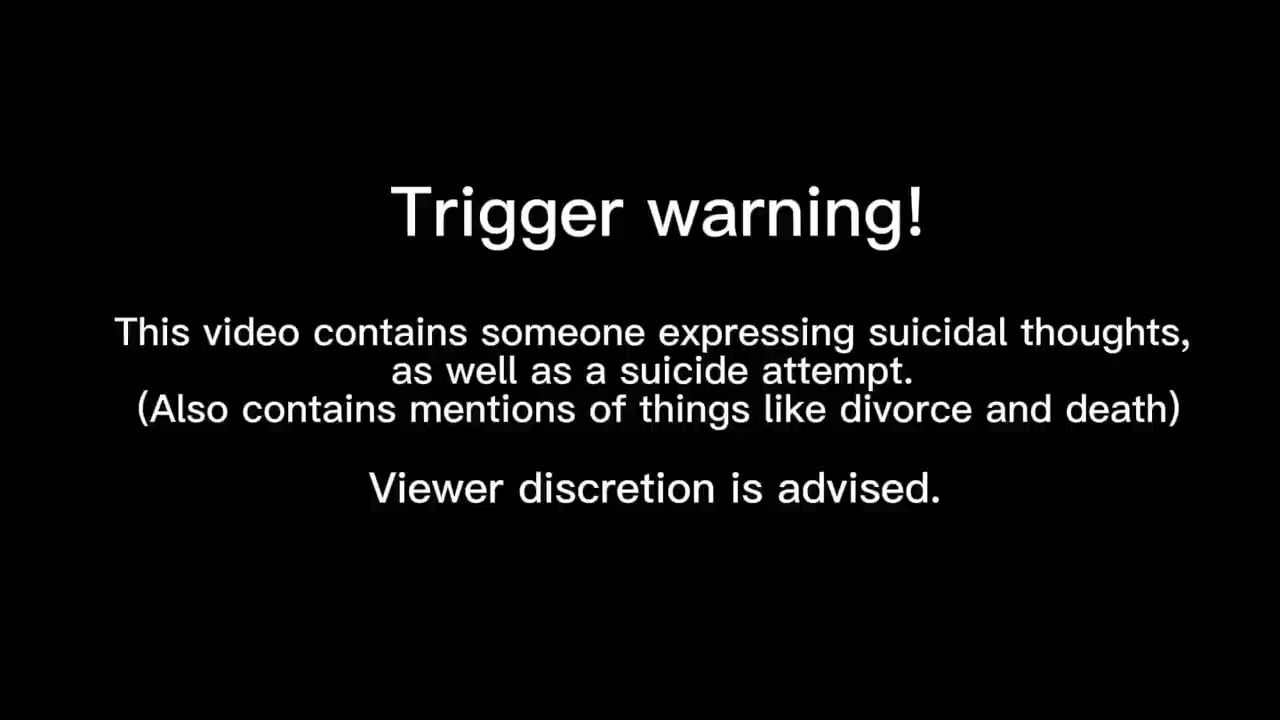 Trigger warning!
This video contains someone expressing suicidal thoughts,
as well as a suicide attempt.
(Also contains mentions of things like divorce and death)
Viewer discretion is advised.